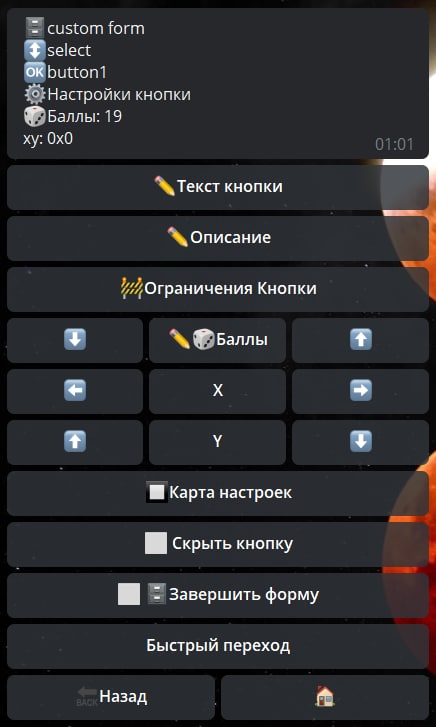 🗄custom form
↕️select
🆗button1
⚙️Настройки кнопки
🎲Баллы: 19
xy: 0x0
01:01
✏️Текст кнопки
✏️Описание
🚧Ограничения Кнопки
⬇️ ✏️🎲Баллы ⬆️
⬅️ X ➡️
⬆️ Y ⬇️
🔲Карта настроек
⬜ Скрыть кнопку
⬜ 🗄Завершить форму
Быстрый переход
🔙Назад 🏠